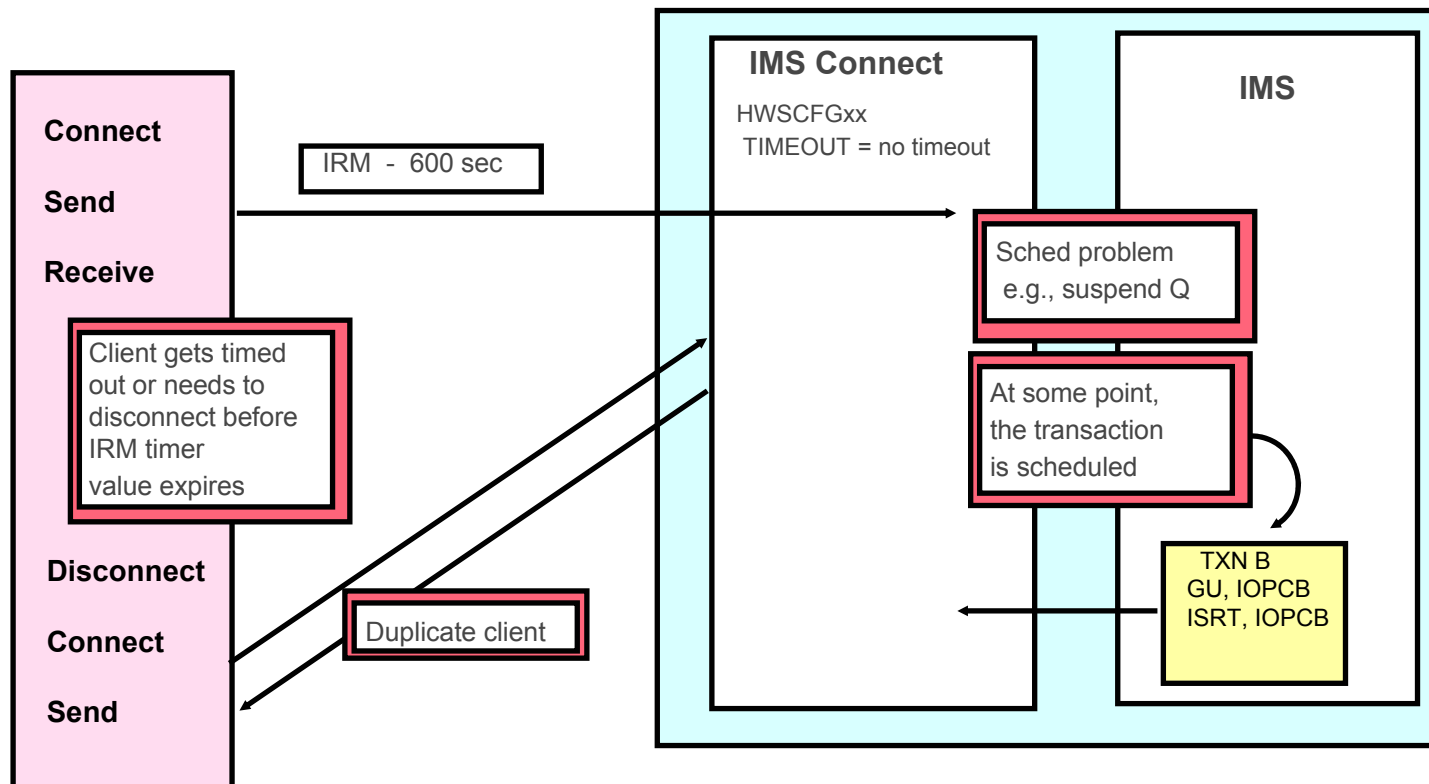 Connect
Send
Receive
Client gets timed
out or needs to
disconnect before
IRM timer
value expires
Disconnect
Connect
Send
IRM - 600 sec
Duplicate client
IMS Connect
HWSCFGxx
TIMEOUT = no timeout
IMS
Sched problem
e.g., suspend Q
At some point,
the transaction
is scheduled
TXN B
GU, IOPCB
ISRT, IOPCB